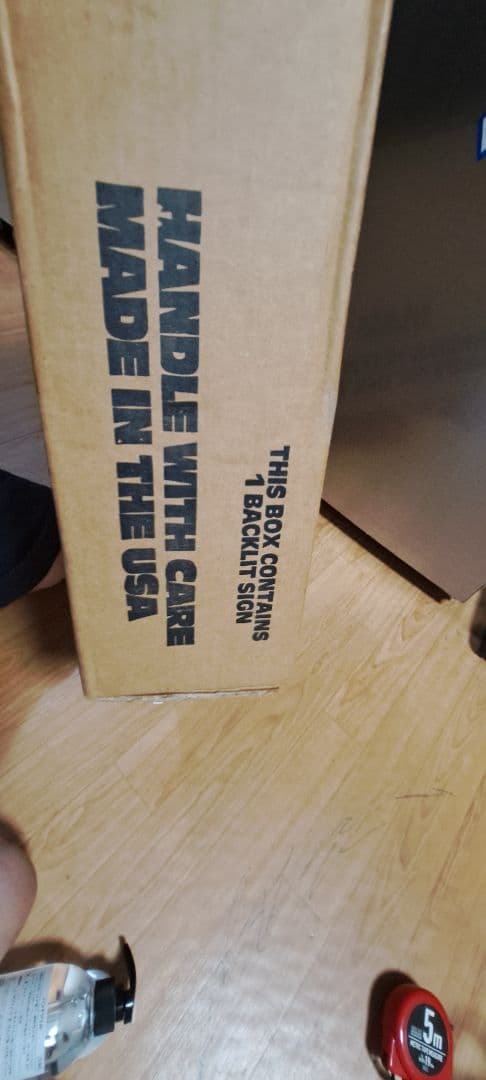 THIS BOX CONTAINS
1 BACKLIT SIGN
HANDLE WITH CARE
MADE IN THE USA
5m